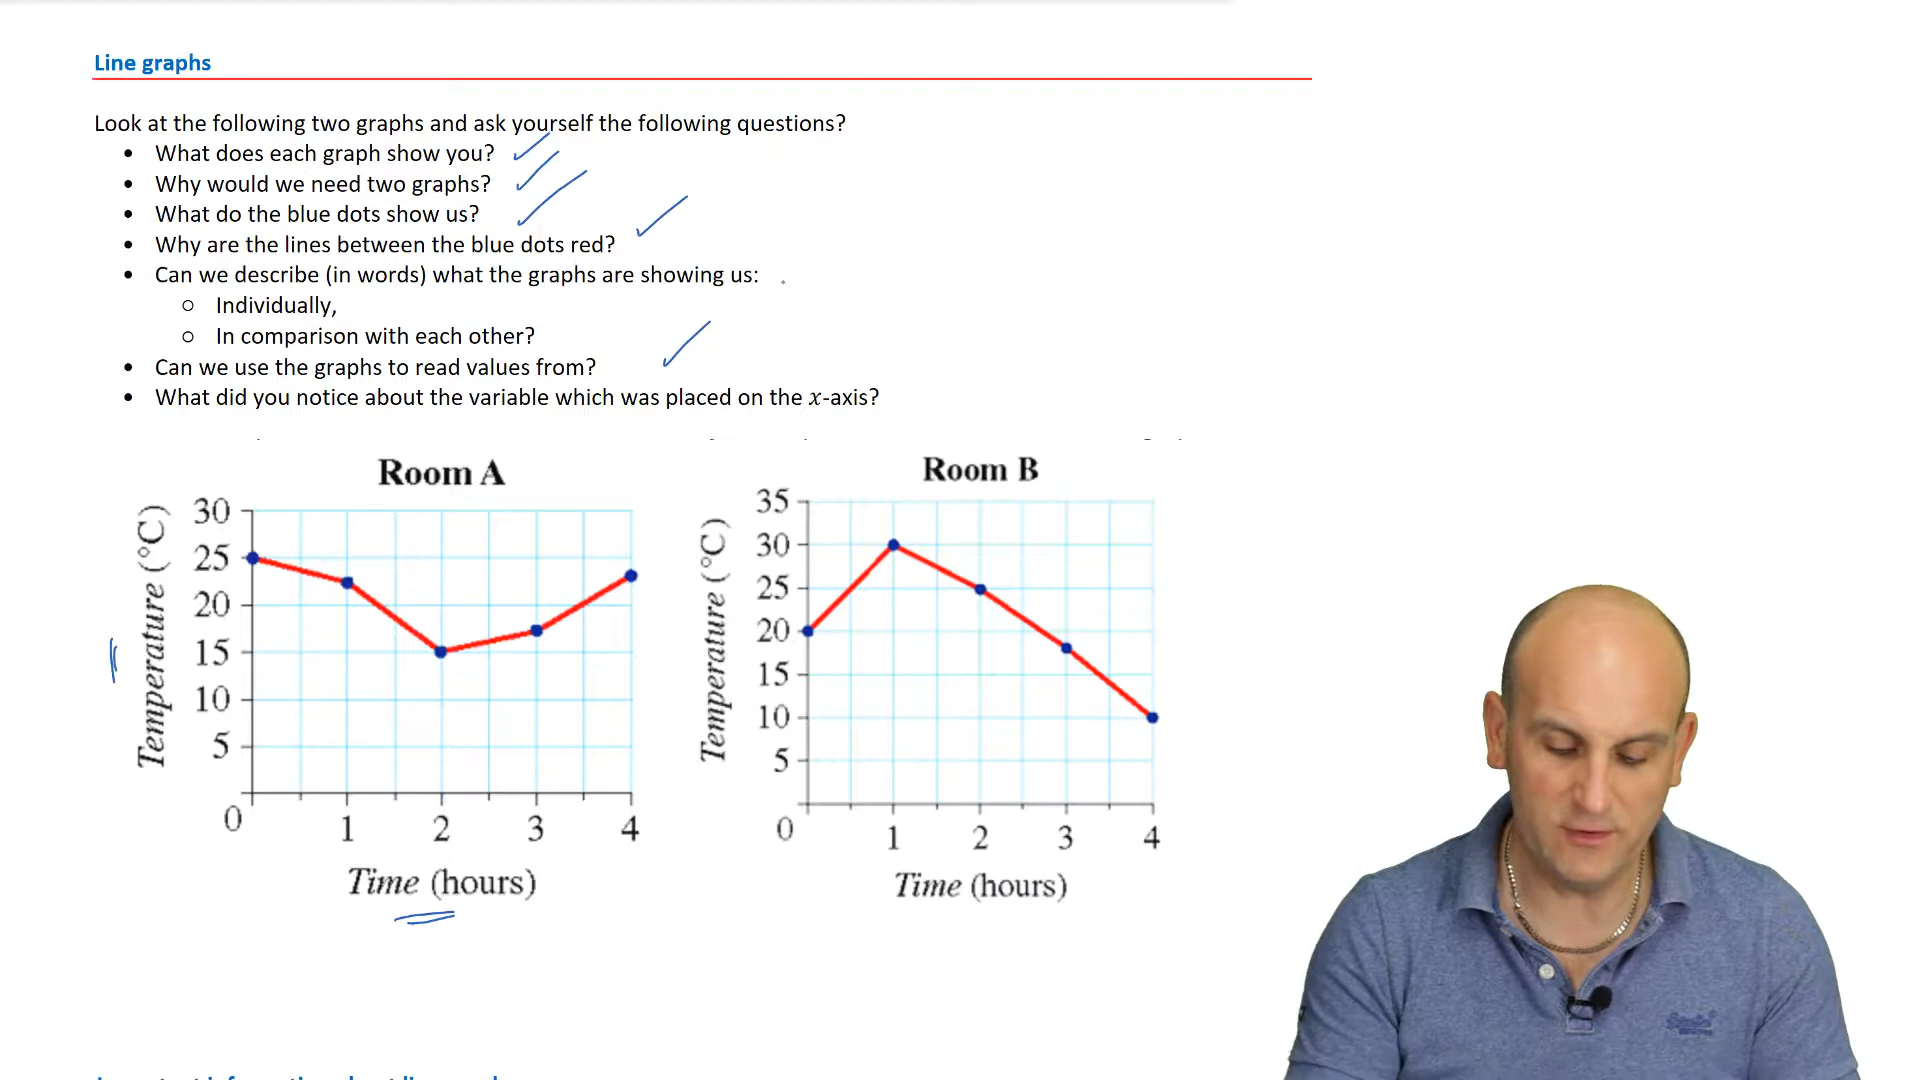 Line graphs
Look at the following two graphs and ask yourself the following questions?
• What does each graph show you?
• Why would we need two graphs?
• What do the blue dots show us?
• Why are the lines between the blue dots red?
• Can we describe (in words) what the graphs are showing us:
o Individually,
o In comparison with each other?
• Can we use the graphs to read values from?
• What did you notice about the variable which was placed on the x-axis?
Room A
Temperature (°C)
30
25
20
15
10
5
0
1 2 3 4
Time (hours)
Room B
Temperature (°C)
35
30
25
20
15
10
5
0
1 2 3 4
Time (hours)